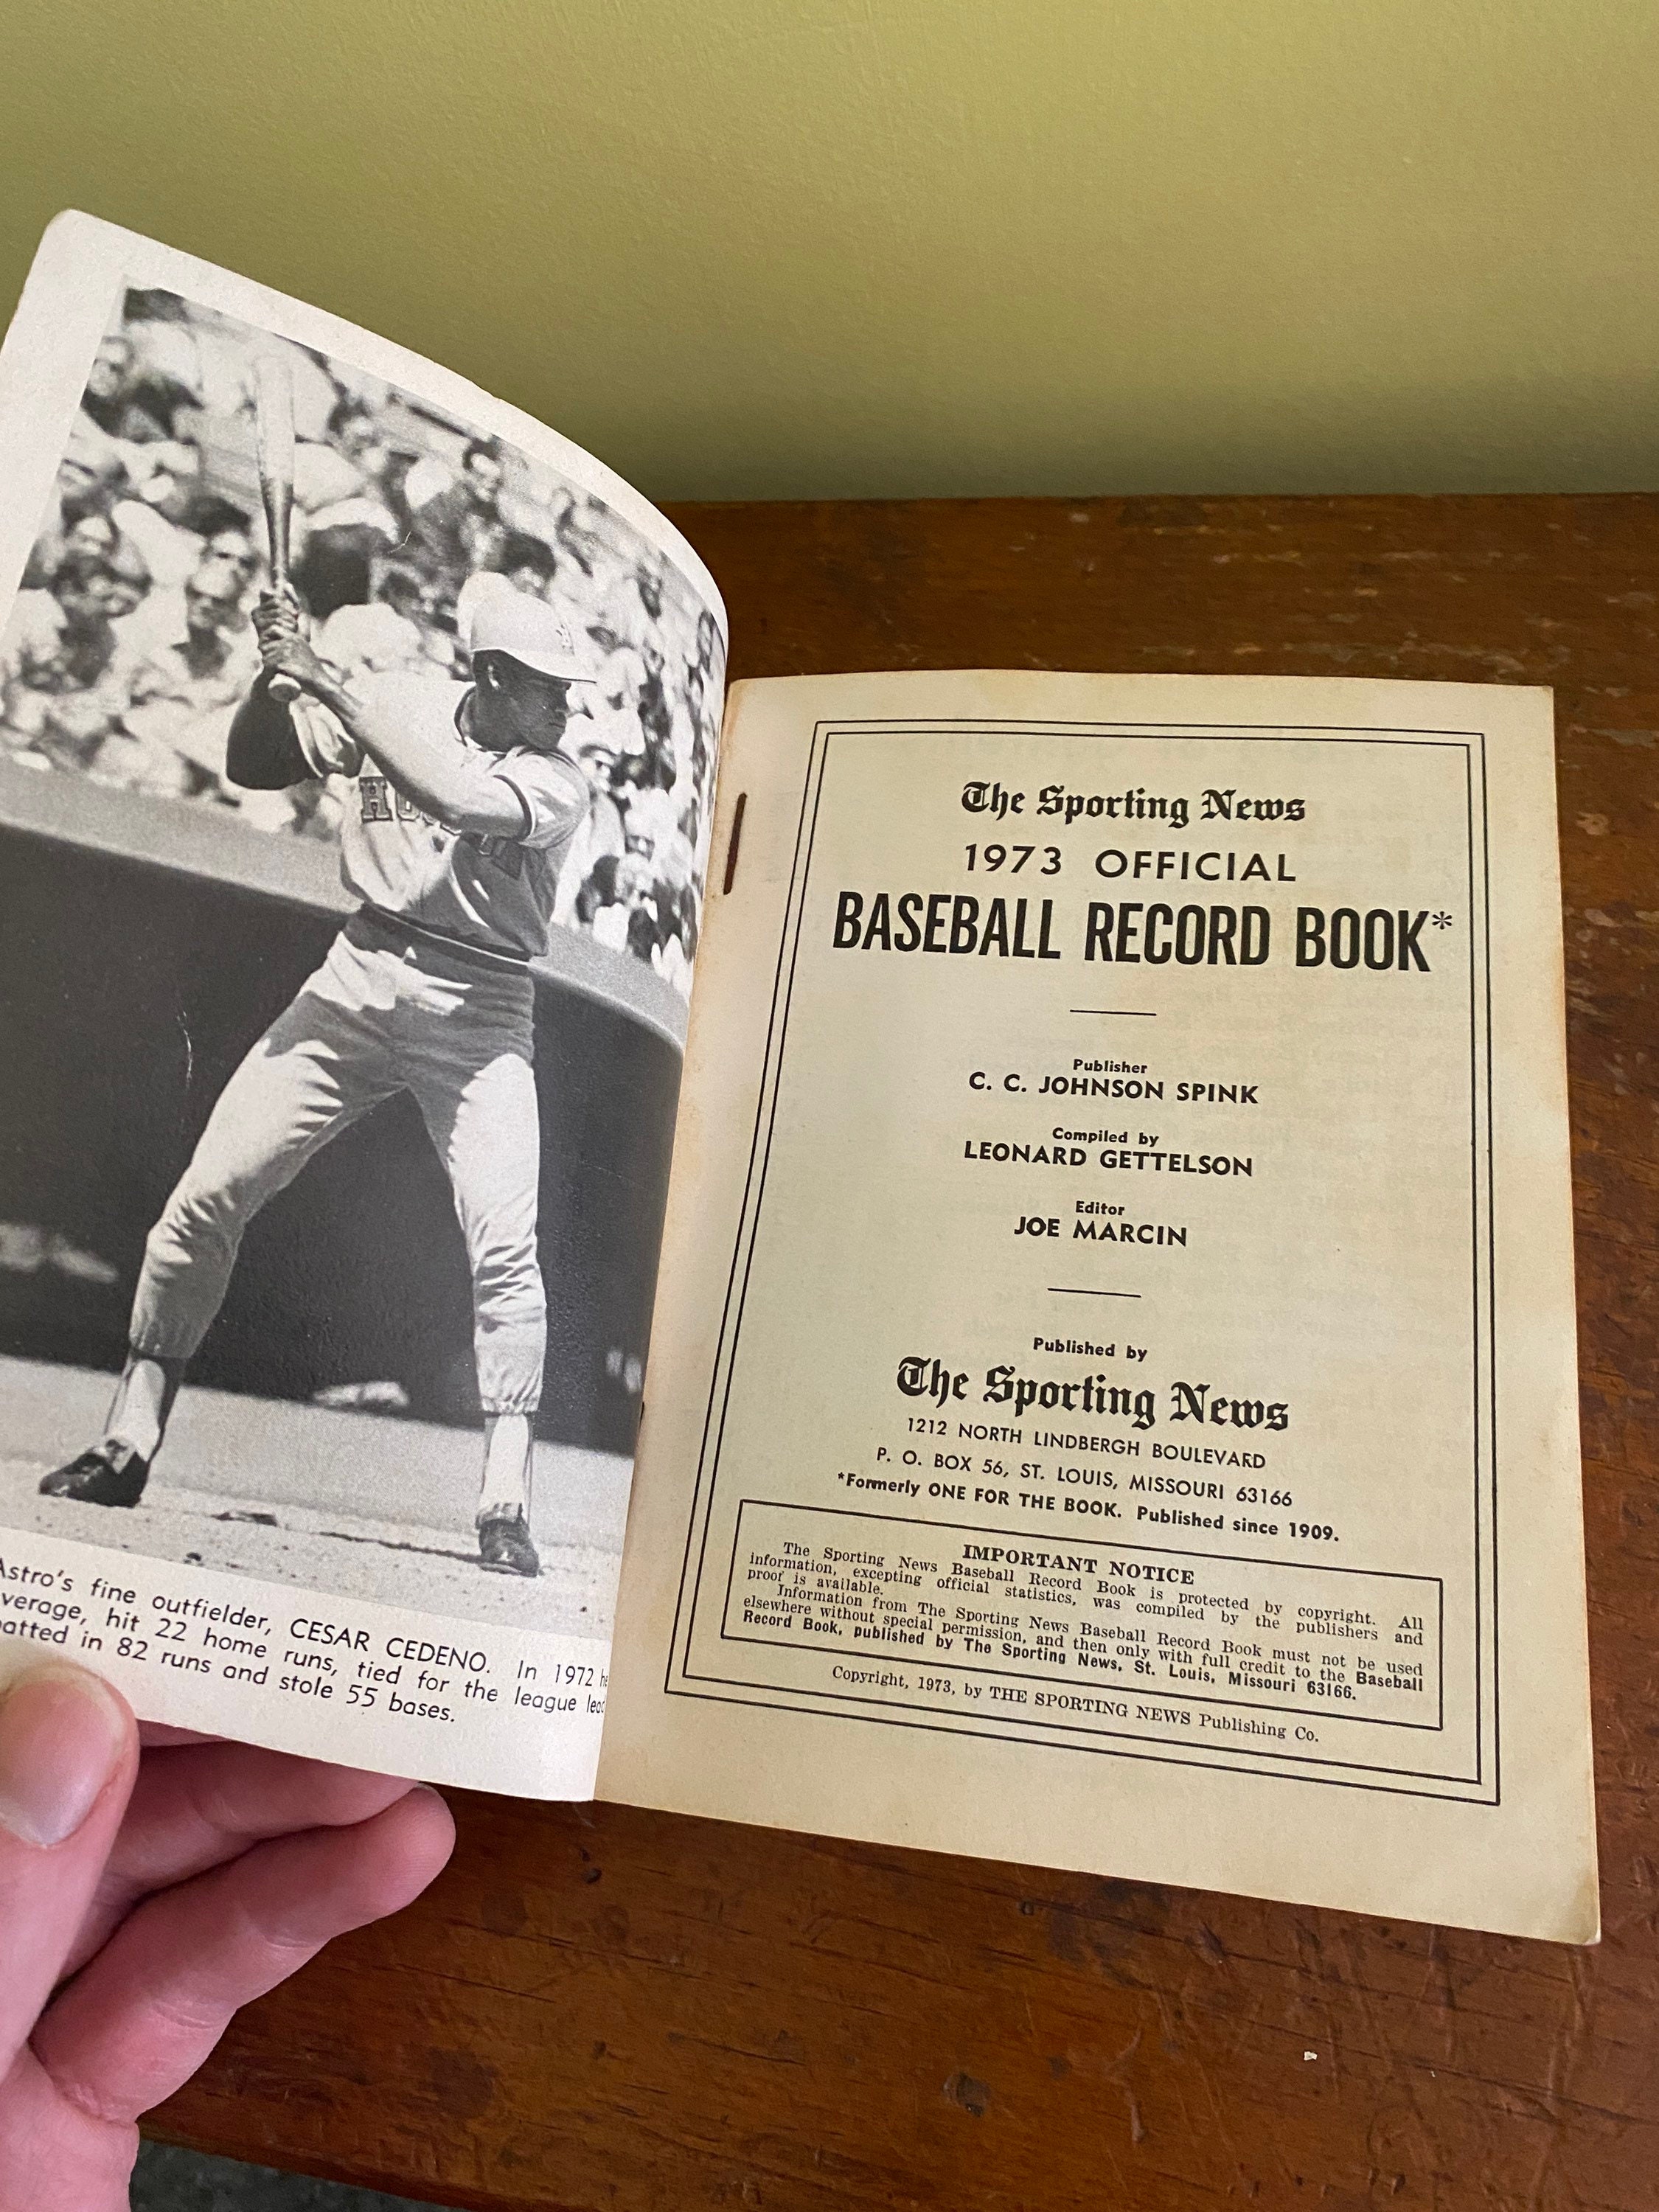 Astro's fine outfielder, CESAR CEDENO. In 1972
hit 22 home runs, tied for the league
in 82 runs and stole 55 bases.
The Sporting News
1973 OFFICIAL
BASEBALL RECORD BOOK*
Publisher
C. C. JOHNSON SPINK
Compiled by
LEONARD GETTELSON
Editor
JOE MARCIN
Published by
The Sporting News
1212 NORTH LINDBERGH BOULEVARD
P. O. BOX 56, ST. LOUIS, MISSOURI 63166
*Formerly ONE FOR THE BOOK. Published since 1909.
IMPORTANT NOTICE
The Sporting News Baseball Record Book is protected by copyright. All
information, excepting official statistics, was compiled by the publishers and
proof is available.
Information from The Sporting News Baseball Record Book must not be used
elsewhere without special permission, and then only with full credit to the Baseball
Record Book, published by The Sporting News, St. Louis, Missouri 63166.
Copyright, 1973, by THE SPORTING NEWS Publishing Co.